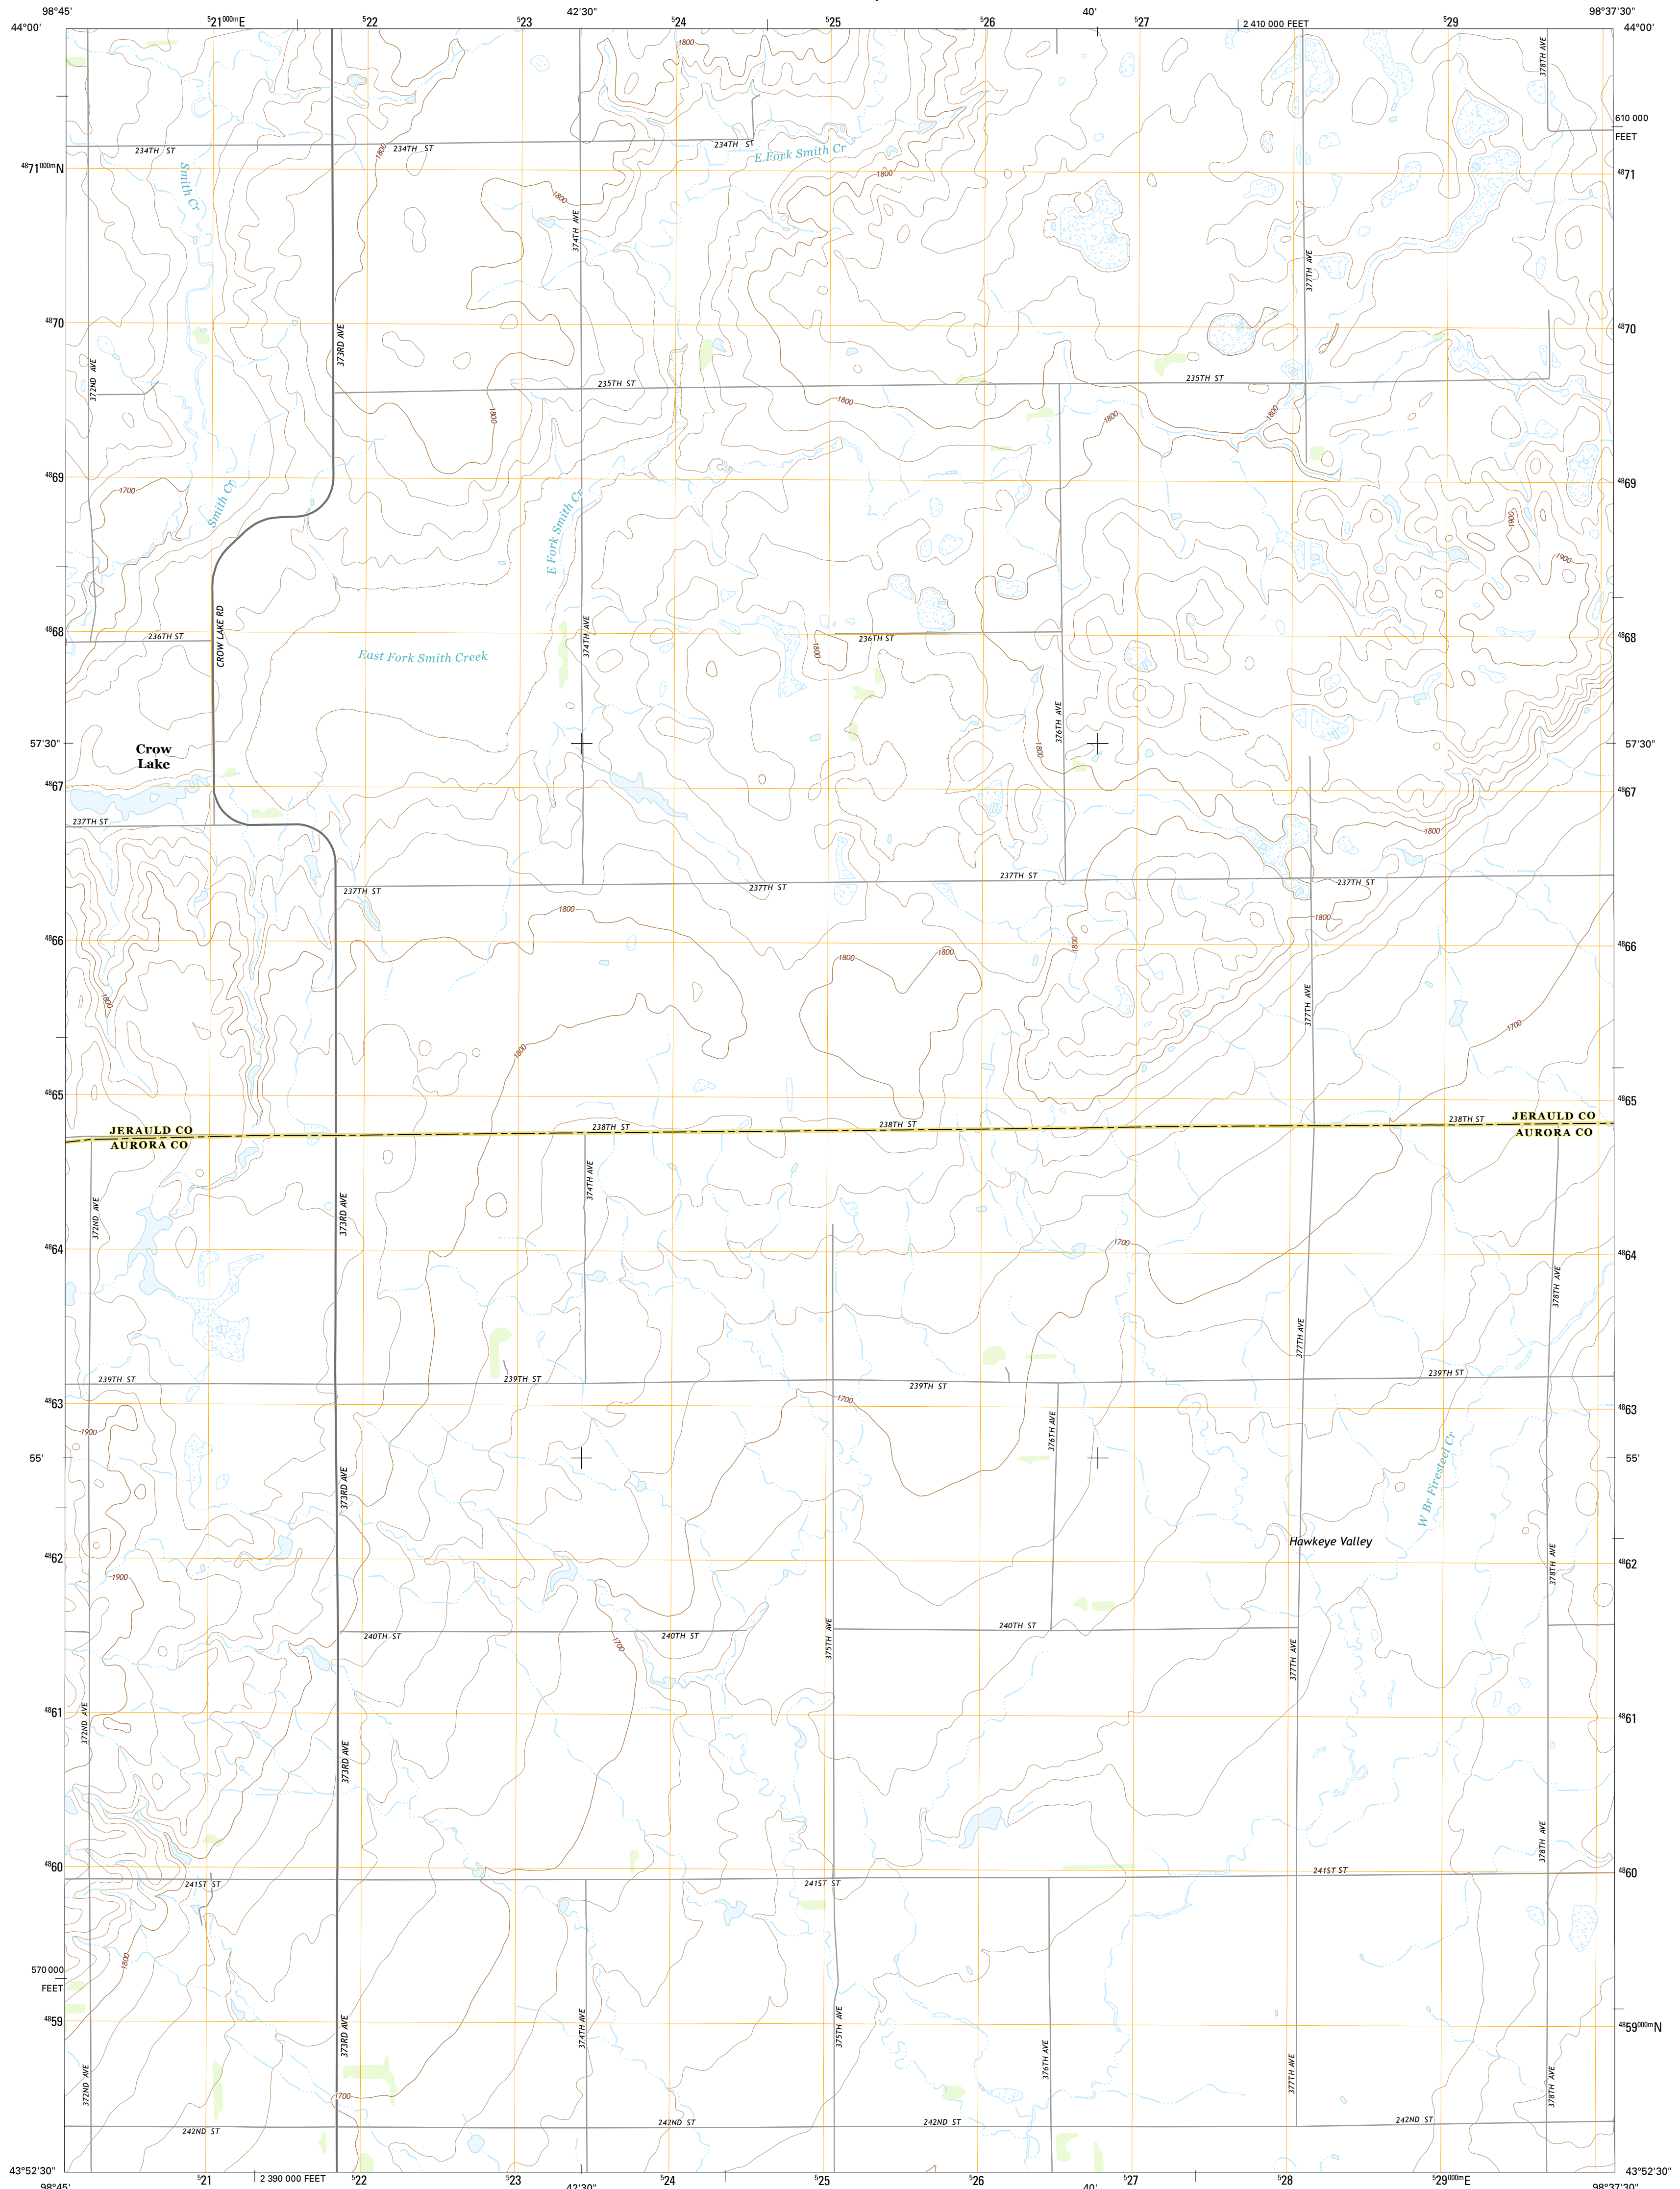 98°45'
⁵21⁰⁰⁰ᵐE
⁵22
⁵23
42'30"
⁵24
⁵25
⁵26
40'
⁵27
2 410 000 FEET
⁵29
98°37'30"
44°00'
44°00'
1800
378TH AVE
610 000
FEET
234TH ST
234TH ST
234TH ST
1800
E Fork Smith Cr
⁴⁸71⁰⁰⁰ᵐN
⁴⁸71
Smith Cr
1800
1800
374TH AVE
377TH AVE
⁴⁸70
⁴⁸70
373RD AVE
372ND AVE
235TH ST
235TH ST
1800
1800
1800
1800
⁴⁸69
⁴⁸69
1700
Smith Cr
E Fork Smith Cr
1900
1900
CROW LAKE RD
⁴⁸68
⁴⁸68
236TH ST
374TH AVE
236TH ST
1800
East Fork Smith Creek
376TH AVE
1800
57'30"
57'30"
Crow
Lake
⁴⁸67
⁴⁸67
237TH ST
1800
237TH ST
237TH ST
237TH ST
237TH ST
1800
1800
1800
⁴⁸66
⁴⁸66
1800
1800
1800
377TH AVE
1700
1800
⁴⁸65
⁴⁸65
JERAULD CO
AURORA CO
238TH ST
238TH ST
238TH ST
JERAULD CO
AURORA CO
374TH AVE
372ND AVE
373RD AVE
⁴⁸64
⁴⁸64
1700
378TH AVE
377TH AVE
239TH ST
239TH ST
239TH ST
239TH ST
⁴⁸63
⁴⁸63
1700
1900
376TH AVE
55'
55'
373RD AVE
W Br Firesteel Cr
Hawkeye Valley
⁴⁸62
⁴⁸62
378TH AVE
1900
240TH ST
240TH ST
1700
375TH AVE
240TH ST
377TH AVE
⁴⁸61
⁴⁸61
372ND AVE
373RD AVE
378TH AVE
⁴⁸60
⁴⁸60
241ST ST
241ST ST
241ST ST
1800
570 000
FEET
⁴⁸59
⁴⁸59⁰⁰⁰ᵐN
373RD AVE
374TH AVE
375TH AVE
376TH AVE
377TH AVE
378TH AVE
372ND AVE
1700
242ND ST
242ND ST
242ND ST
242ND ST
43°52'30"
43°52'30"
98°45'
⁵21
2 390 000 FEET
⁵22
⁵23
42'30"
⁵24
⁵25
⁵26
40'
⁵27
⁵28
⁵29⁰⁰⁰ᵐE
98°37'30"